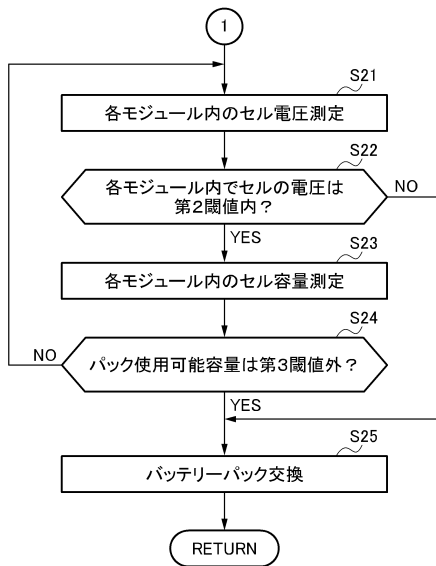 1
S21
各モジュール内のセル電圧測定
S22
各モジュール内でセルの電圧は
第2閾値内?
NO
YES
S23
各モジュール内のセル容量測定
S24
パック使用可能容量は第3閾値外?
NO
YES
S25
バッテリーパック交換
RETURN